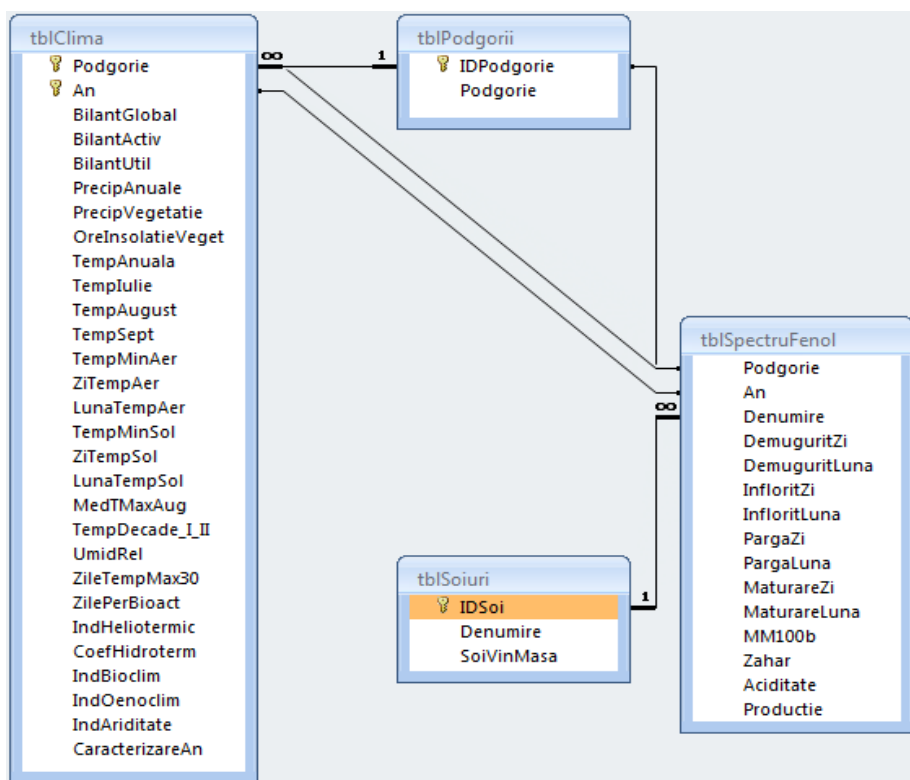 tblClima
Podgorie
An
BilantGlobal
BilantActiv
BilantUtil
PrecipAnuale
PrecipVegetatie
OreInsolatieVeget
TempAnuala
TempIulie
TempAugust
TempSept
TempMinAer
ZiTempAer
LunaTempAer
TempMinSol
ZiTempSol
LunaTempSol
MedTMaxAug
TempDecade_I_II
UmidRel
ZileTempMax30
ZilePerBioact
IndHeliotermic
CoefHidroterm
IndBioclim
IndOenoclim
IndAriditate
CaracterizareAn
∞
1
tblPodgorii
IDPodgorie
Podgorie
tblSoiuri
IDSoi
Denumire
SoiVinMasa
1
∞
tblSpectruFenol
Podgorie
An
Denumire
DemuguritZi
DemuguritLuna
InfloritZi
InfloritLuna
PargaZi
PargaLuna
MaturareZi
MaturareLuna
MM100b
Zahar
Aciditate
Productie